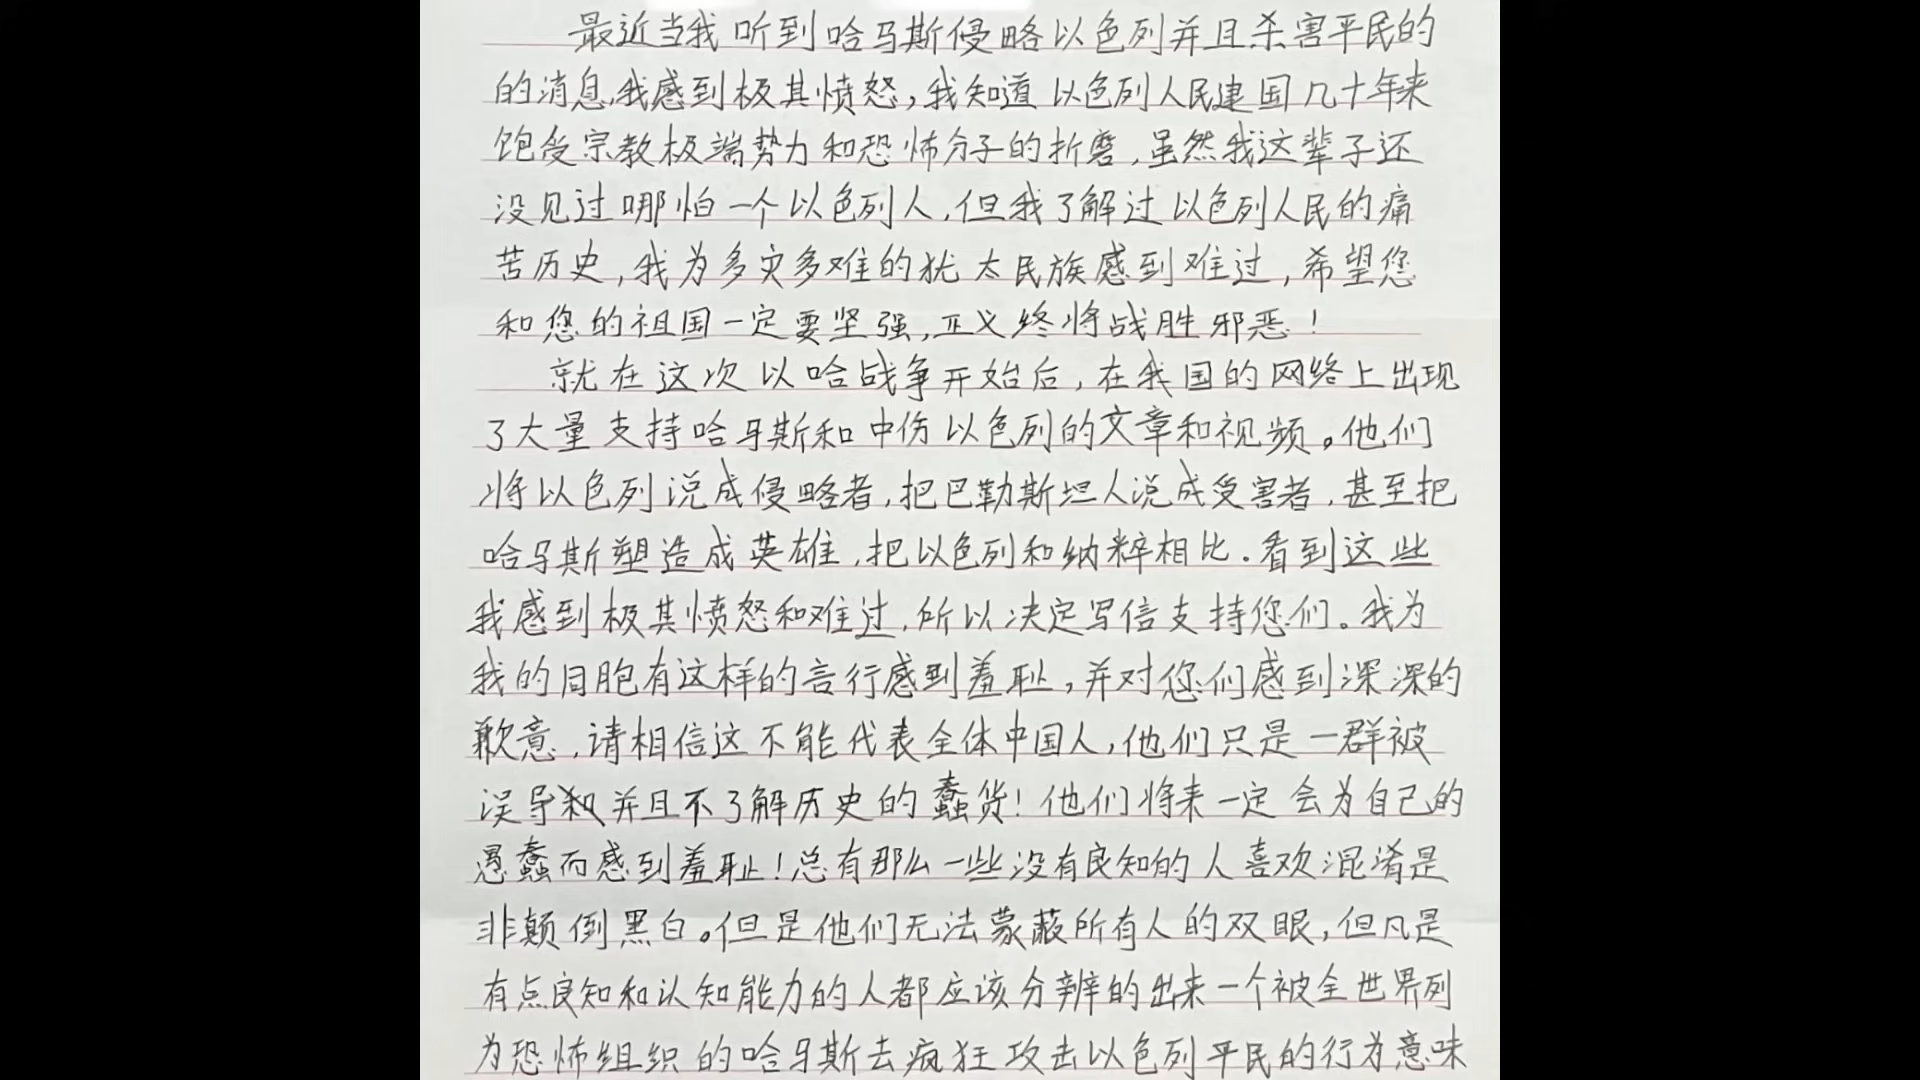 最近当我听到哈马斯侵略以色列并且杀害平民的
的消息,我感到极其愤怒,我知道以色列人民建国几十年来
饱受宗教极端势力和恐怖分子的折磨,虽然我这辈子还
没见过哪怕一个以色列人,但我了解过以色列人民的痛
苦历史,我为多灾多难的犹太民族感到难过,希望您
和您的祖国一定要坚强,正义终将战胜邪恶!
就在这次以哈战争开始后,在我国的网络上出现
了大量支持哈马斯和中伤以色列的文章和视频。他们
将以色列说成侵略者,把巴勒斯坦人说成受害者,甚至把
哈马斯塑造成英雄,把以色列和纳粹相比.看到这些
我感到极其愤怒和难过,所以决定写信支持您们。我为
我的同胞有这样的言行感到羞耻,并对您们感到深深的
歉意,请相信这不能代表全体中国人,他们只是一群被
误导并且不了解历史的蠢货!他们将来一定会为自己的
愚蠢而感到羞耻!总有那么一些没有良知的人喜欢混淆是
非颠倒黑白。但是他们无法蒙蔽所有人的双眼,但凡是
有点良知和认知能力的人都应该分辨的出来一个被全世界列
为恐怖组织的哈马斯去疯狂攻击以色列平民的行为意味